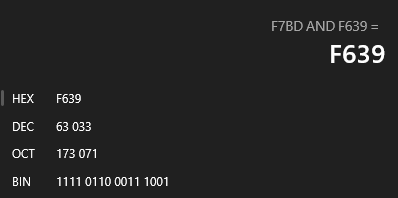 F7BD AND F639 =
F639
HEX F639
DEC 63 033
OCT 173 071
BIN 1111 0110 0011 1001